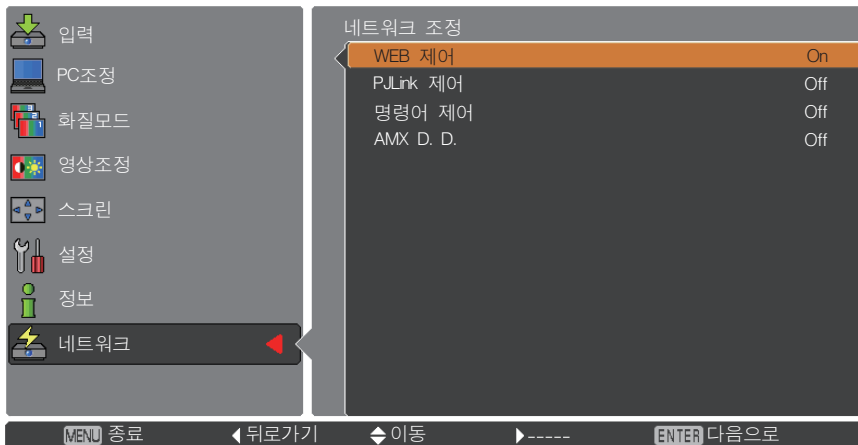 입력
PC조정
화질모드
영상조정
스크린
설정
정보
네트워크
네트워크 조정
WEB 제어 On
PJLink 제어 Off
명령어 제어 Off
AMX D. D. Off
MENU 종료 뒤로가기 이동 ----- ENTER 다음으로